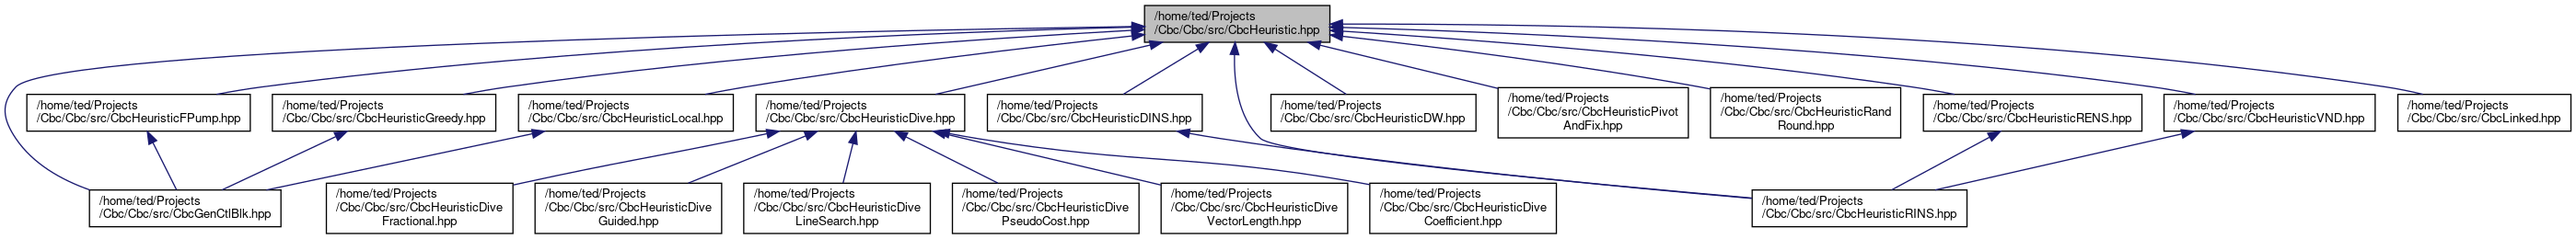 /home/ted/Projects
/Cbc/Cbc/src/CbcHeuristic.hpp
/home/ted/Projects
/Cbc/Cbc/src/CbcHeuristicFPump.hpp
/home/ted/Projects
/Cbc/Cbc/src/CbcHeuristicGreedy.hpp
/home/ted/Projects
/Cbc/Cbc/src/CbcHeuristicLocal.hpp
/home/ted/Projects
/Cbc/Cbc/src/CbcHeuristicDive.hpp
/home/ted/Projects
/Cbc/Cbc/src/CbcHeuristicDINS.hpp
/home/ted/Projects
/Cbc/Cbc/src/CbcHeuristicDW.hpp
/home/ted/Projects
/Cbc/Cbc/src/CbcHeuristicPivot
AndFix.hpp
/home/ted/Projects
/Cbc/Cbc/src/CbcHeuristicRand
Round.hpp
/home/ted/Projects
/Cbc/Cbc/src/CbcHeuristicRENS.hpp
/home/ted/Projects
/Cbc/Cbc/src/CbcHeuristicVND.hpp
/home/ted/Projects
/Cbc/Cbc/src/CbcLinked.hpp
/home/ted/Projects
/Cbc/Cbc/src/CbcGenCtlBlk.hpp
/home/ted/Projects
/Cbc/Cbc/src/CbcHeuristicDive
Fractional.hpp
/home/ted/Projects
/Cbc/Cbc/src/CbcHeuristicDive
Guided.hpp
/home/ted/Projects
/Cbc/Cbc/src/CbcHeuristicDive
LineSearch.hpp
/home/ted/Projects
/Cbc/Cbc/src/CbcHeuristicDive
PseudoCost.hpp
/home/ted/Projects
/Cbc/Cbc/src/CbcHeuristicDive
VectorLength.hpp
/home/ted/Projects
/Cbc/Cbc/src/CbcHeuristicDive
Coefficient.hpp
/home/ted/Projects
/Cbc/Cbc/src/CbcHeuristicRINS.hpp